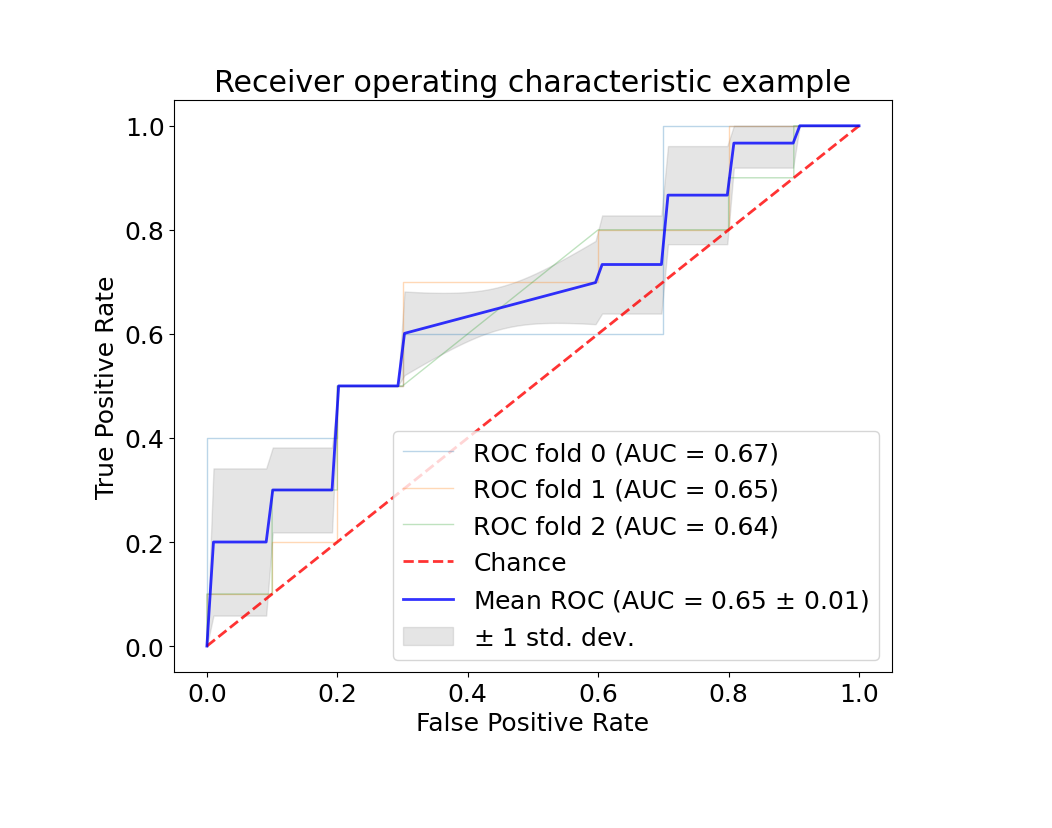 Receiver operating characteristic example
True Positive Rate
1.0
0.8
0.6
0.4
0.2
0.0
ROC fold 0 (AUC = 0.67)
ROC fold 1 (AUC = 0.65)
ROC fold 2 (AUC = 0.64)
Chance
Mean ROC (AUC = 0.65 ± 0.01)
± 1 std. dev.
0.0 0.2 0.4 0.6 0.8 1.0
False Positive Rate